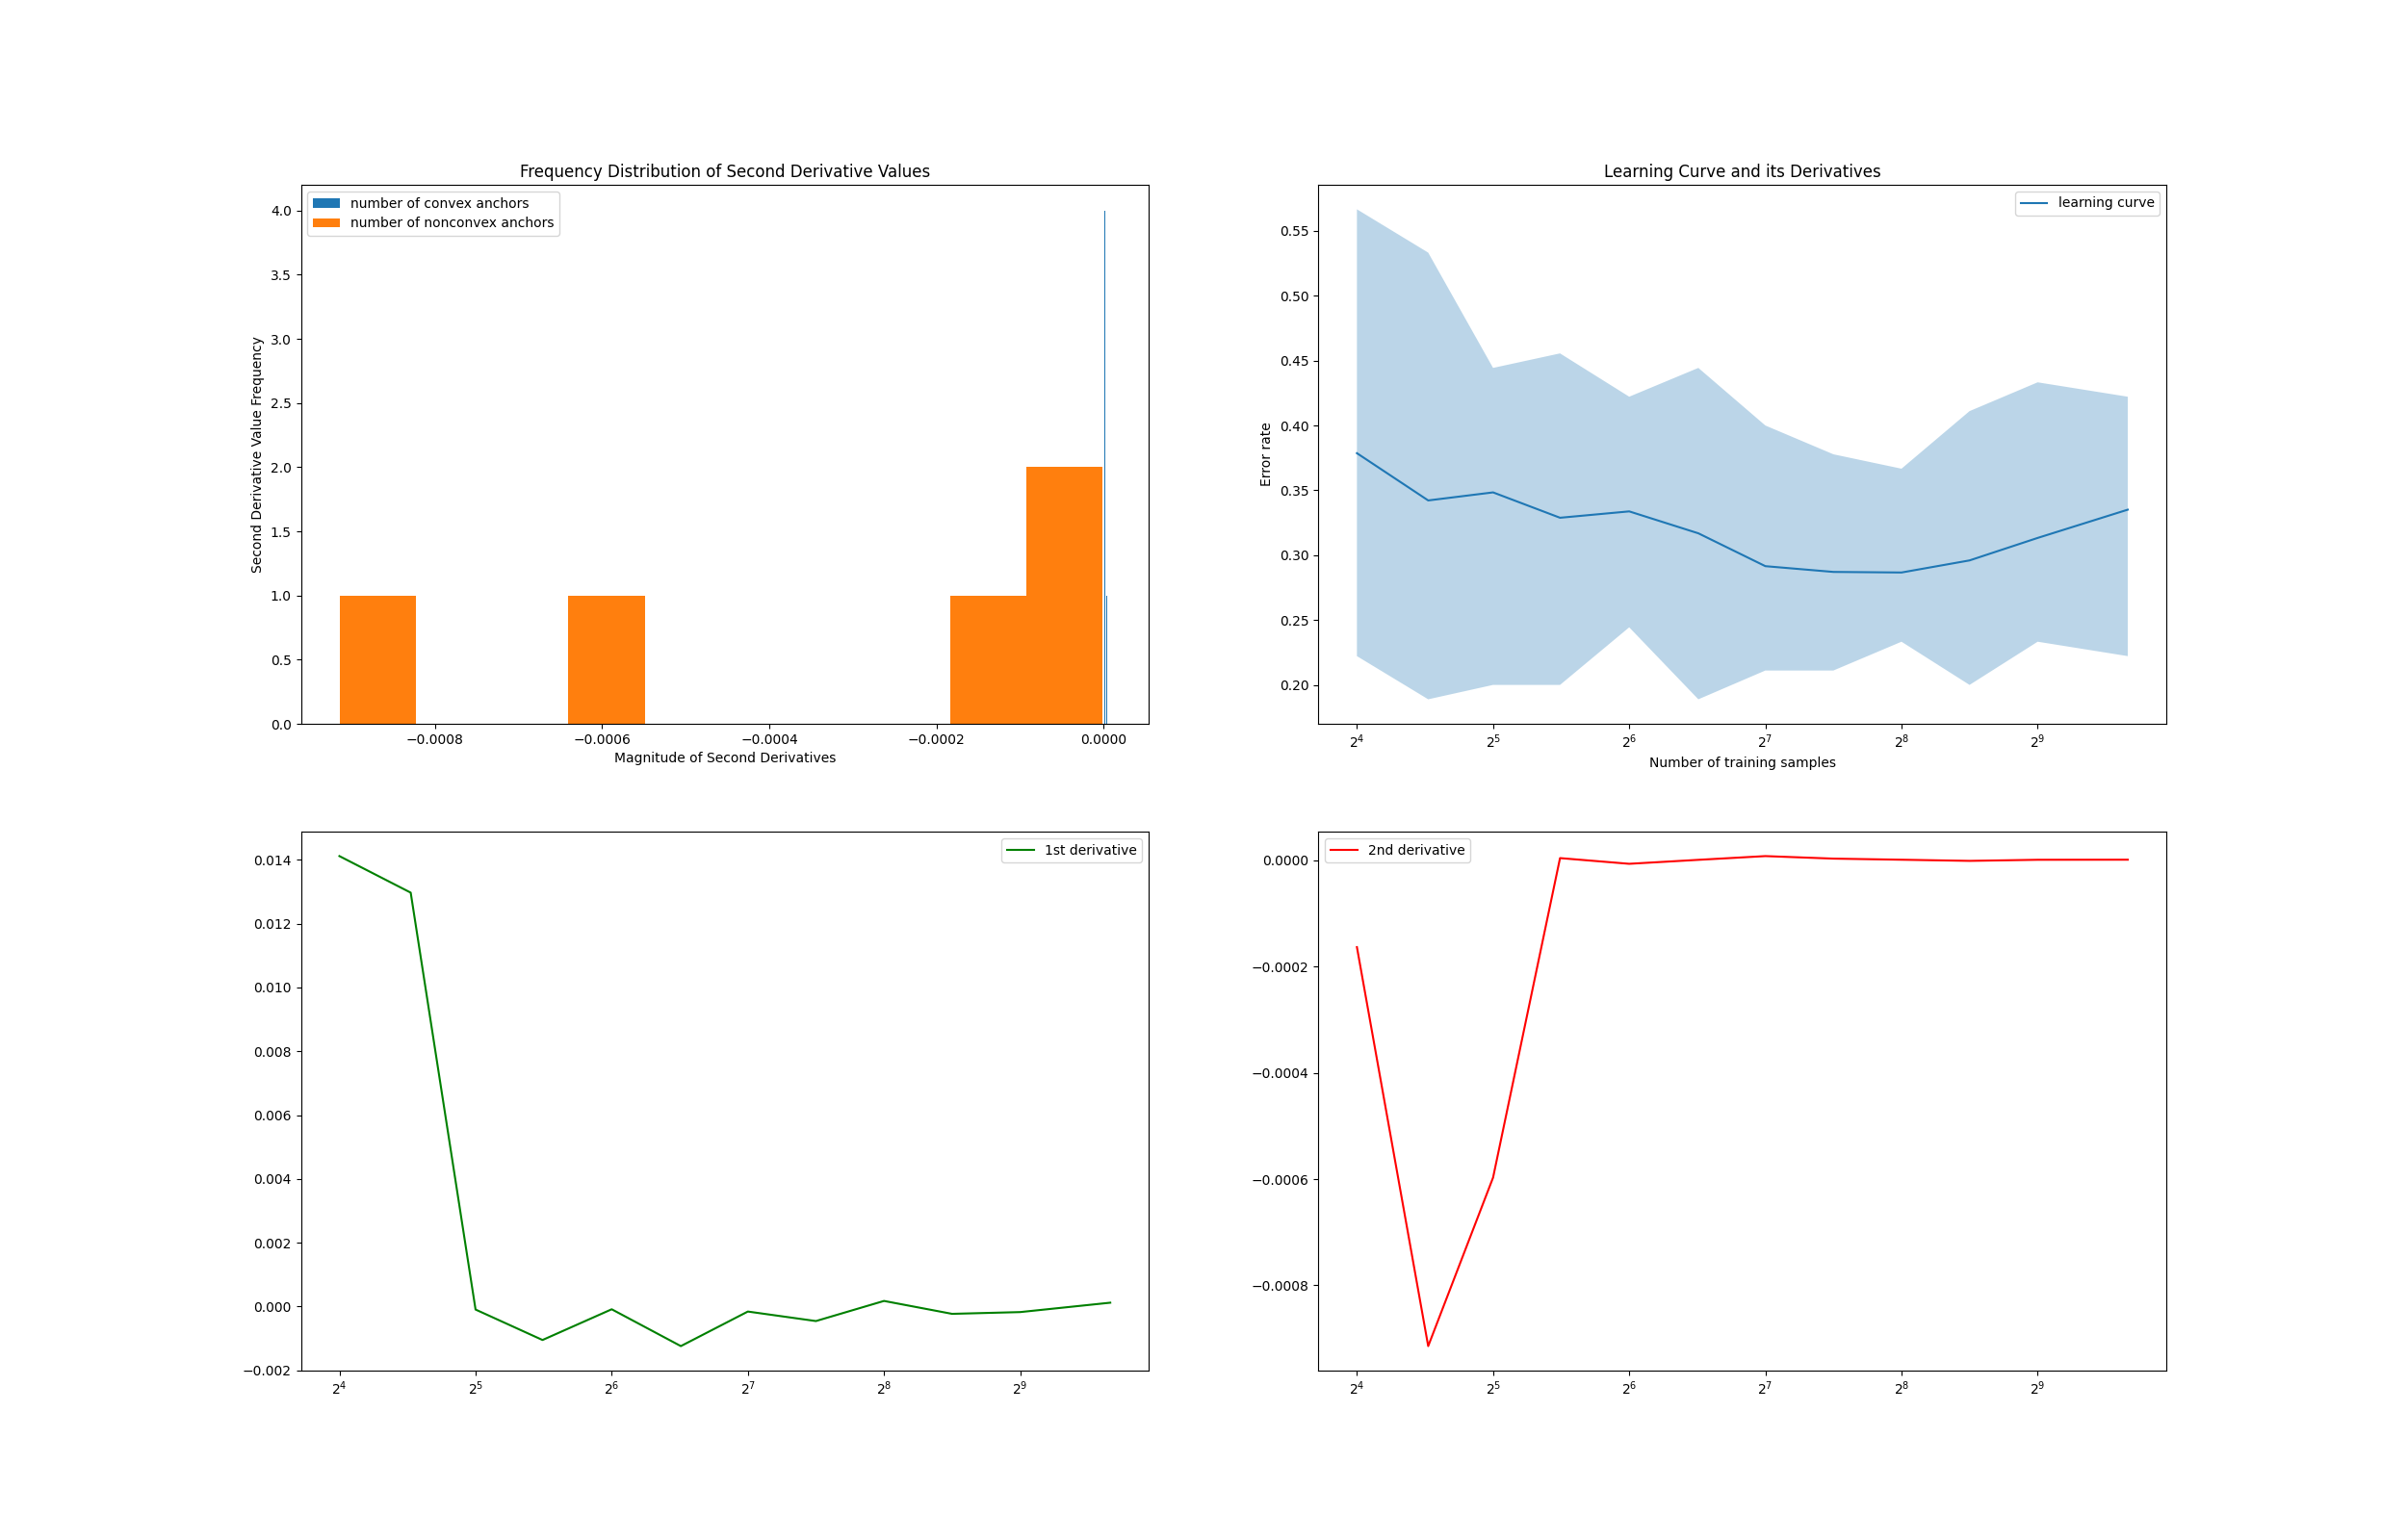 Frequency Distribution of Second Derivative Values
number of convex anchors
number of nonconvex anchors
4.0
3.5
3.0
2.5
2.0
1.5
1.0
0.5
0.0
Second Derivative Value Frequency
−0.0008 −0.0006 −0.0004 −0.0002 0.0000
Magnitude of Second Derivatives
Learning Curve and its Derivatives
learning curve
0.55
0.50
0.45
0.40
0.35
0.30
0.25
0.20
Error rate
2⁴ 2⁵ 2⁶ 2⁷ 2⁸ 2⁹
Number of training samples
1st derivative
0.014
0.012
0.010
0.008
0.006
0.004
0.002
0.000
−0.002
2⁴ 2⁵ 2⁶ 2⁷ 2⁸ 2⁹
2nd derivative
0.0000
−0.0002
−0.0004
−0.0006
−0.0008
2⁴ 2⁵ 2⁶ 2⁷ 2⁸ 2⁹